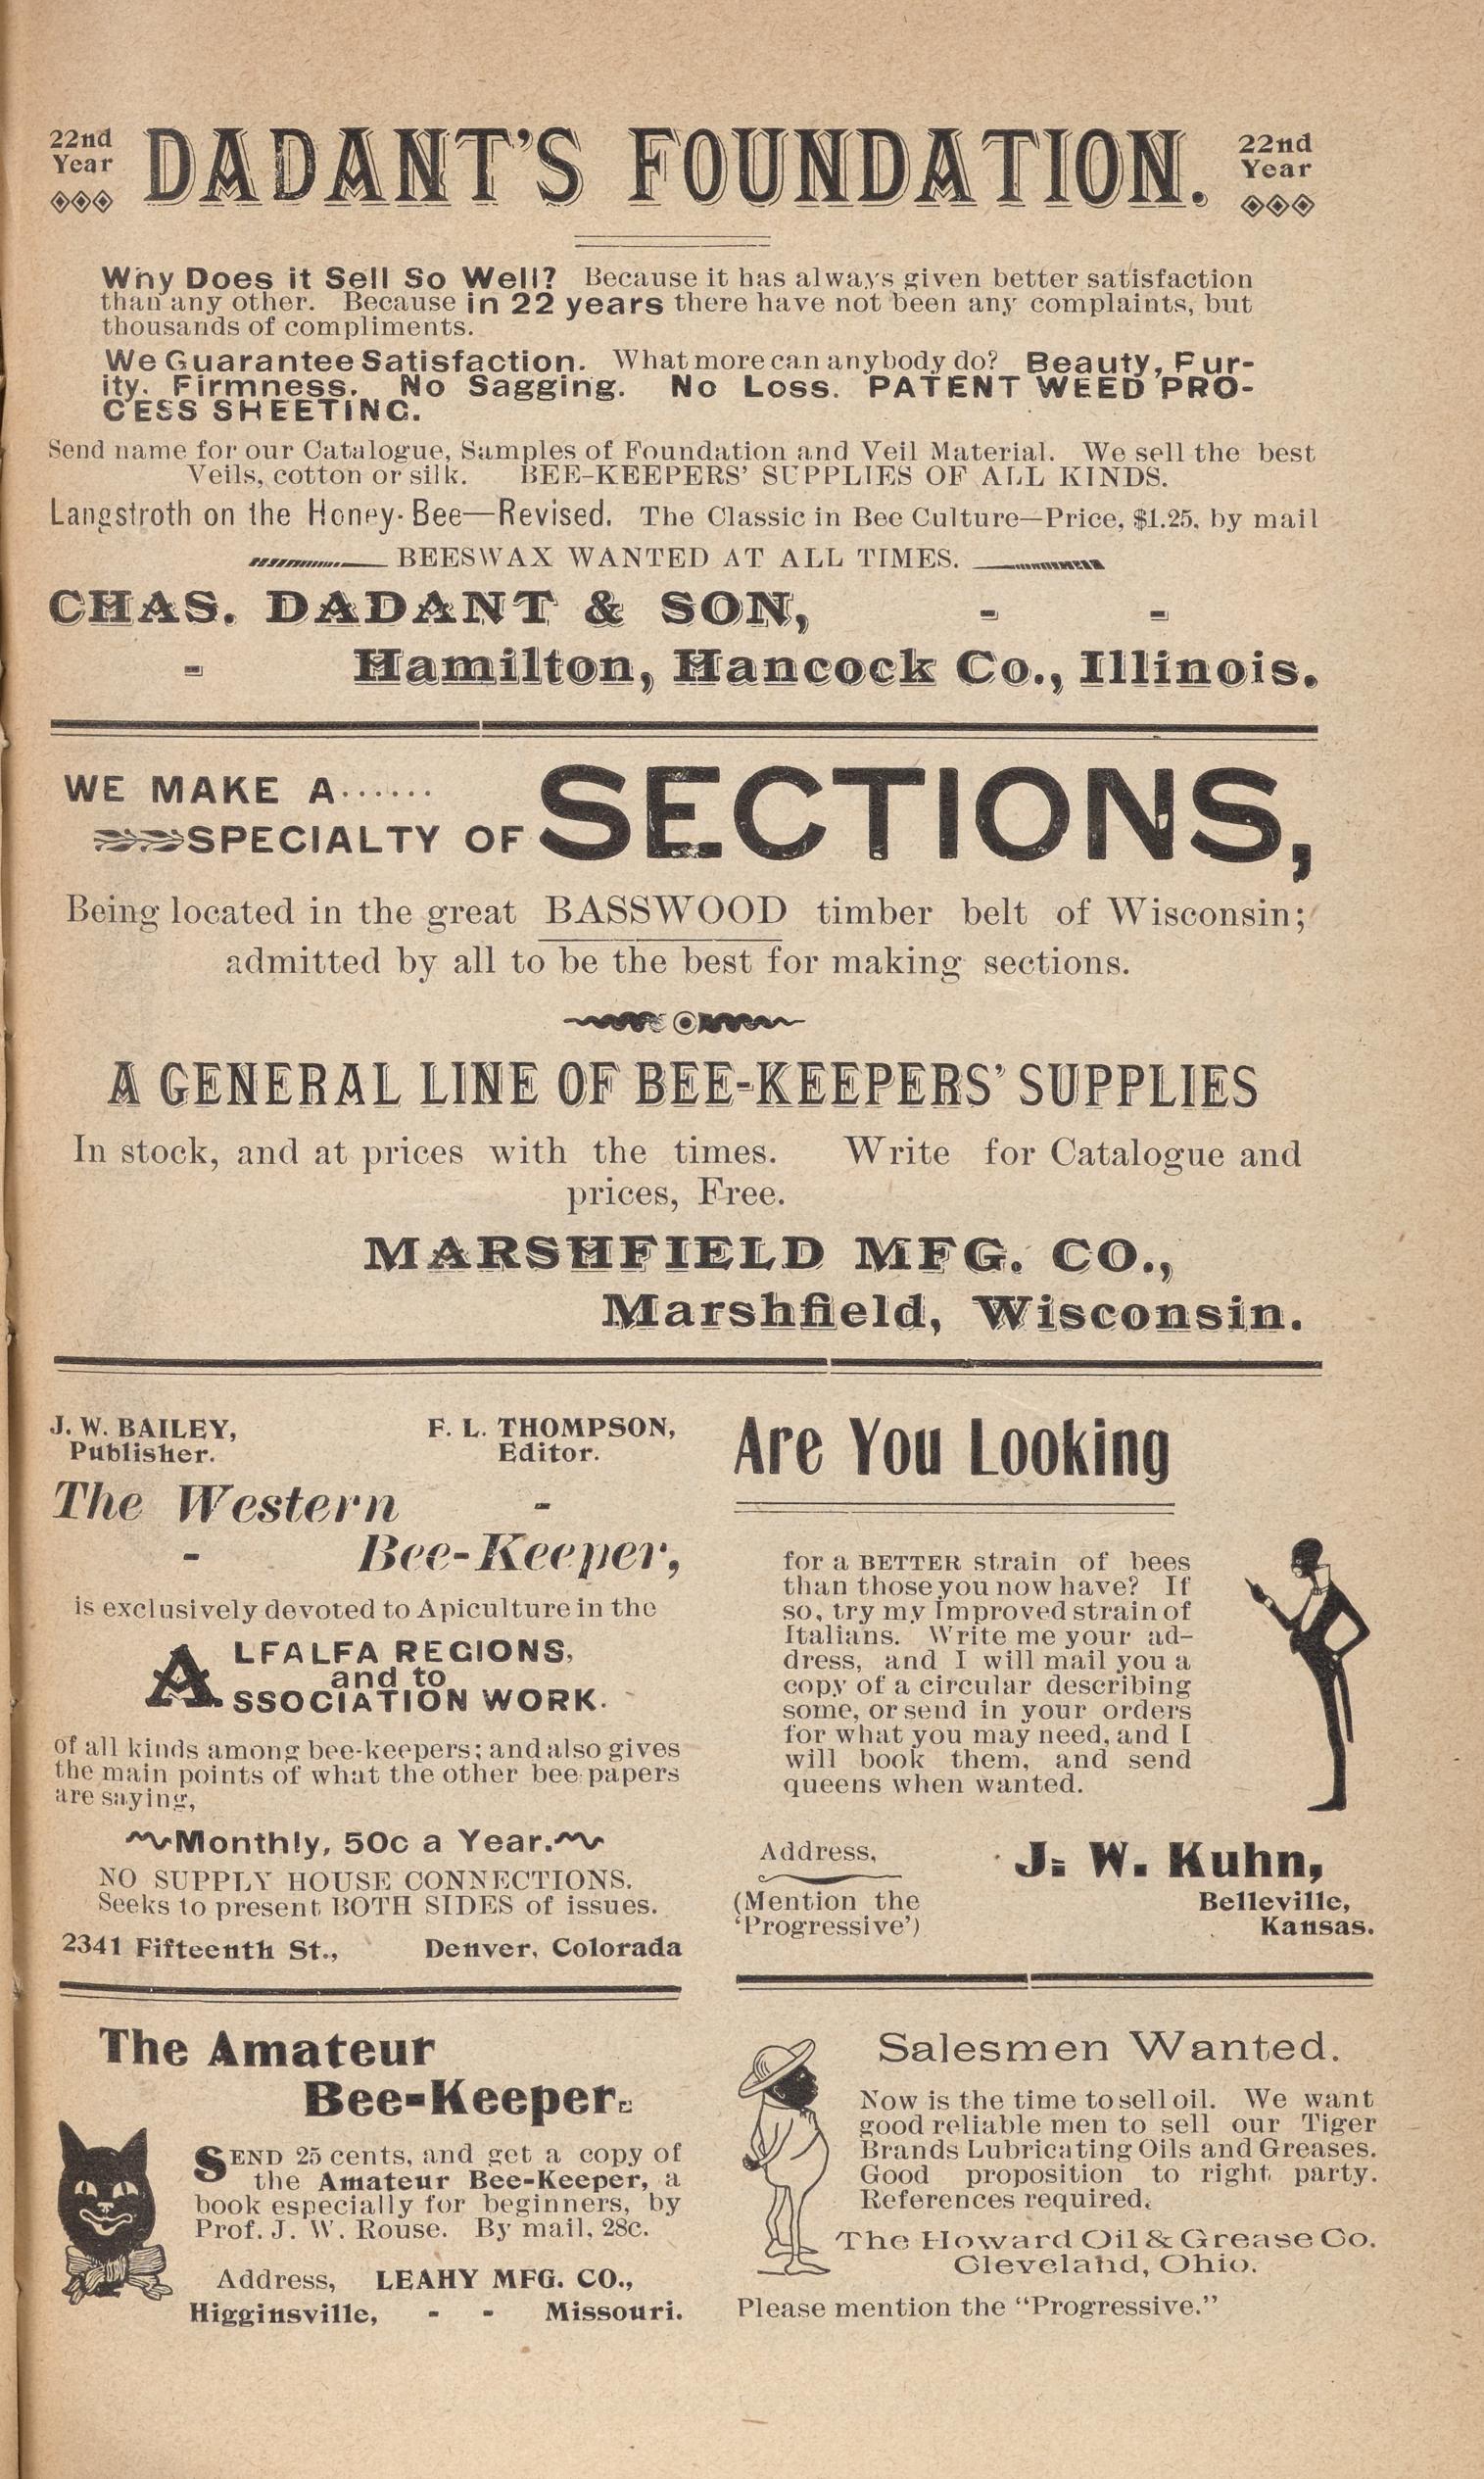 22nd Year
DADANT'S FOUNDATION.
22nd Year
Why Does it Sell So Well? Because it has always given better satisfaction
than any other. Because in 22 years there have not been any complaints, but
thousands of compliments.
We Guarantee Satisfaction. What more can anybody do? Beauty, Pur-
ity. Firmness. No Sagging. No Loss. PATENT WEED PRO-
CESS SHEETING.
Send name for our Catalogue, Samples of Foundation and Veil Material. We sell the best
Veils, cotton or silk. BEE-KEEPERS' SUPPLIES OF ALL KINDS.
Langstroth on the Honey-Bee—Revised. The Classic in Bee Culture—Price, $1.25, by mail
BEESWAX WANTED AT ALL TIMES.
CHAS. DADANT & SON, - -
- Hamilton, Hancock Co., Illinois.
WE MAKE A......
SPECIALTY OF SECTIONS,
Being located in the great BASSWOOD timber belt of Wisconsin;
admitted by all to be the best for making sections.
A GENERAL LINE OF BEE-KEEPERS' SUPPLIES
In stock, and at prices with the times. Write for Catalogue and
prices, Free.
MARSHFIELD MFG. CO.,
Marshfield, Wisconsin.
J. W. BAILEY, F. L. THOMPSON,
Publisher. Editor.
The Western -
- Bee-Keeper,
is exclusively devoted to Apiculture in the
ALFALFA REGIONS,
and to
ASSOCIATION WORK.
of all kinds among bee-keepers; and also gives
the main points of what the other bee-papers
are saying,
Monthly, 50c a Year.
NO SUPPLY HOUSE CONNECTIONS.
Seeks to present BOTH SIDES of issues.
2341 Fifteenth St., Denver, Colorada
Are You Looking
for a BETTER strain of bees
than those you now have? If
so, try my Improved strain of
Italians. Write me your ad-
dress, and I will mail you a
copy of a circular describing
some, or send in your orders
for what you may need, and I
will book them, and send
queens when wanted.
Address, J. W. Kuhn,
(Mention the Belleville,
'Progressive') Kansas.
The Amateur
Bee-Keeper.
SEND 25 cents, and get a copy of
the Amateur Bee-Keeper, a
book especially for beginners, by
Prof. J. W. Rouse. By mail, 28c.
Address, LEAHY MFG. CO.,
Higginsville, - - Missouri.
Salesmen Wanted.
Now is the time to sell oil. We want
good reliable men to sell our Tiger
Brands Lubricating Oils and Greases.
Good proposition to right party.
References required.
The Howard Oil & Grease Co.
Cleveland, Ohio.
Please mention the "Progressive."